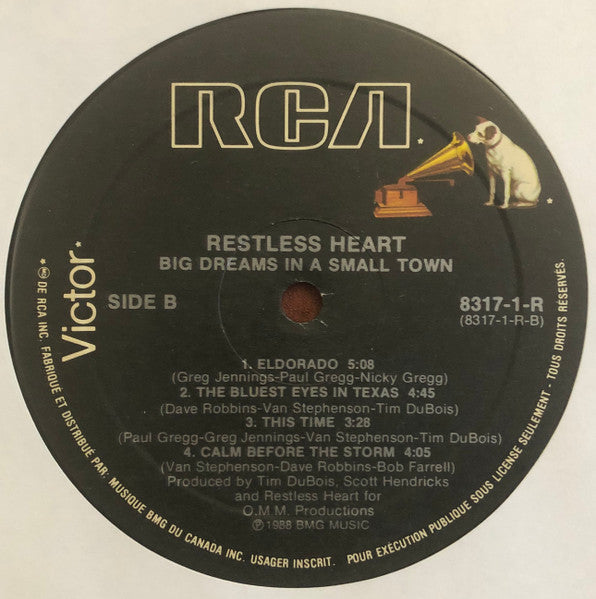 RCA.
Victor
RESTLESS HEART
BIG DREAMS IN A SMALL TOWN
SIDE B
8317-1-R
(8317-1-R-B)
1. ELDORADO 5:08
(Greg Jennings-Paul Gregg-Nicky Gregg)
2. THE BLUEST EYES IN TEXAS 4:45
(Dave Robbins-Van Stephenson-Tim DuBois)
3. THIS TIME 3:28
(Paul Gregg-Greg Jennings-Van Stephenson-Tim DuBois)
4. CALM BEFORE THE STORM 4:05
(Van Stephenson-Dave Robbins-Bob Farrell)
Produced by Tim DuBois, Scott Hendricks
and Restless Heart for
O.M.M. Productions
℗ 1988 BMG MUSIC
* ® DE RCA INC. FABRIQUÉ ET DISTRIBUÉ PAR: MUSIQUE BMG DU CANADA INC. USAGER INSCRIT. POUR EXÉCUTION PUBLIQUE SOUS LICENSE SEULEMENT - TOUS DROITS RÉSERVÉS.